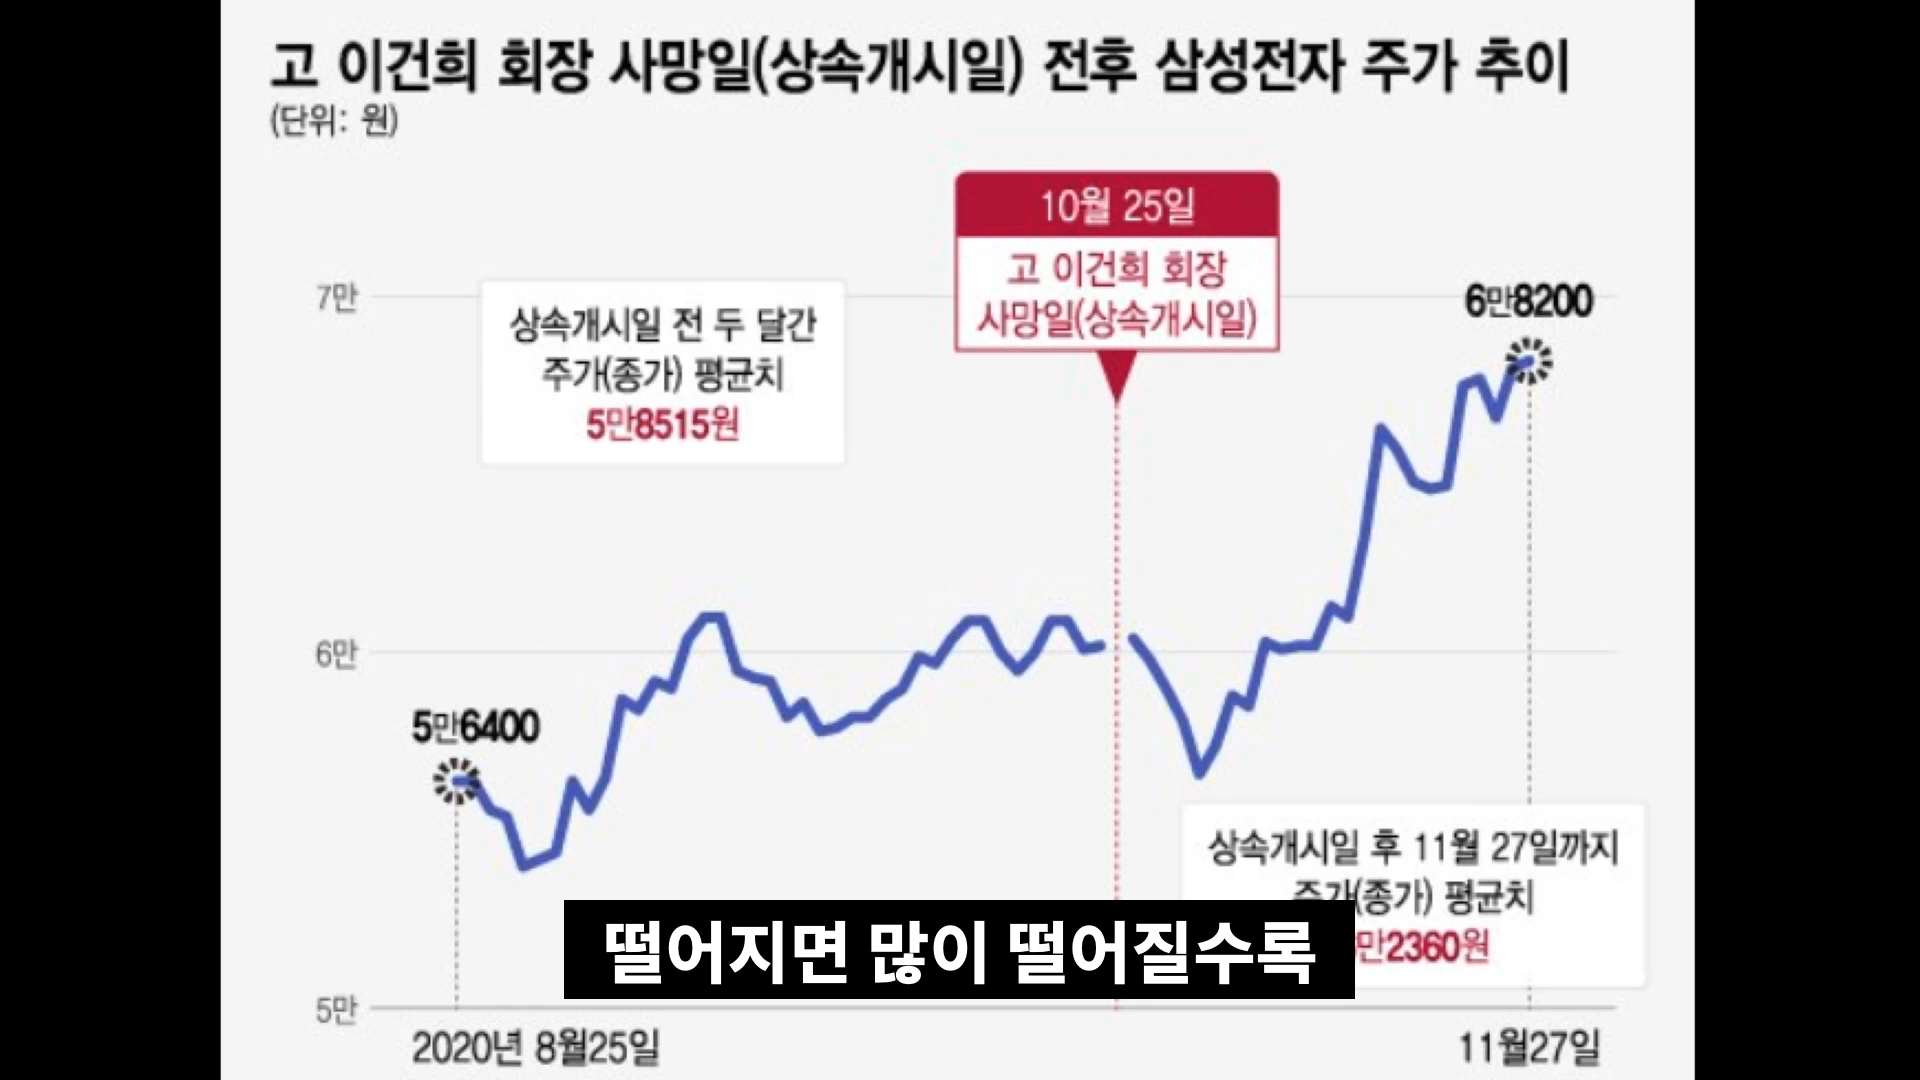 고 이건희 회장 사망일(상속개시일) 전후 삼성전자 주가 추이
(단위: 원)
10월 25일
고 이건희 회장
사망일(상속개시일)
7만
상속개시일 전 두 달간
주가(종가) 평균치
5만8515원
6만8200
6만
5만6400
상속개시일 후 11월 27일까지
주가(종가) 평균치
만2360원
떨어지면 많이 떨어질수록
5만
2020년 8월25일
11월27일